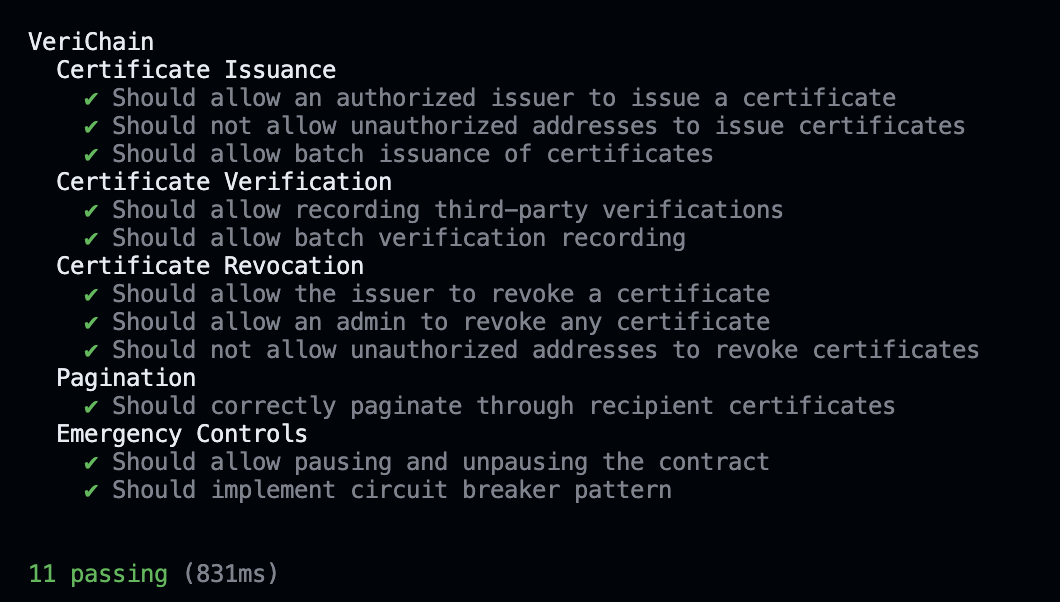 VeriChain
Certificate Issuance
✔ Should allow an authorized issuer to issue a certificate
✔ Should not allow unauthorized addresses to issue certificates
✔ Should allow batch issuance of certificates
Certificate Verification
✔ Should allow recording third-party verifications
✔ Should allow batch verification recording
Certificate Revocation
✔ Should allow the issuer to revoke a certificate
✔ Should allow an admin to revoke any certificate
✔ Should not allow unauthorized addresses to revoke certificates
Pagination
✔ Should correctly paginate through recipient certificates
Emergency Controls
✔ Should allow pausing and unpausing the contract
✔ Should implement circuit breaker pattern
11 passing (831ms)